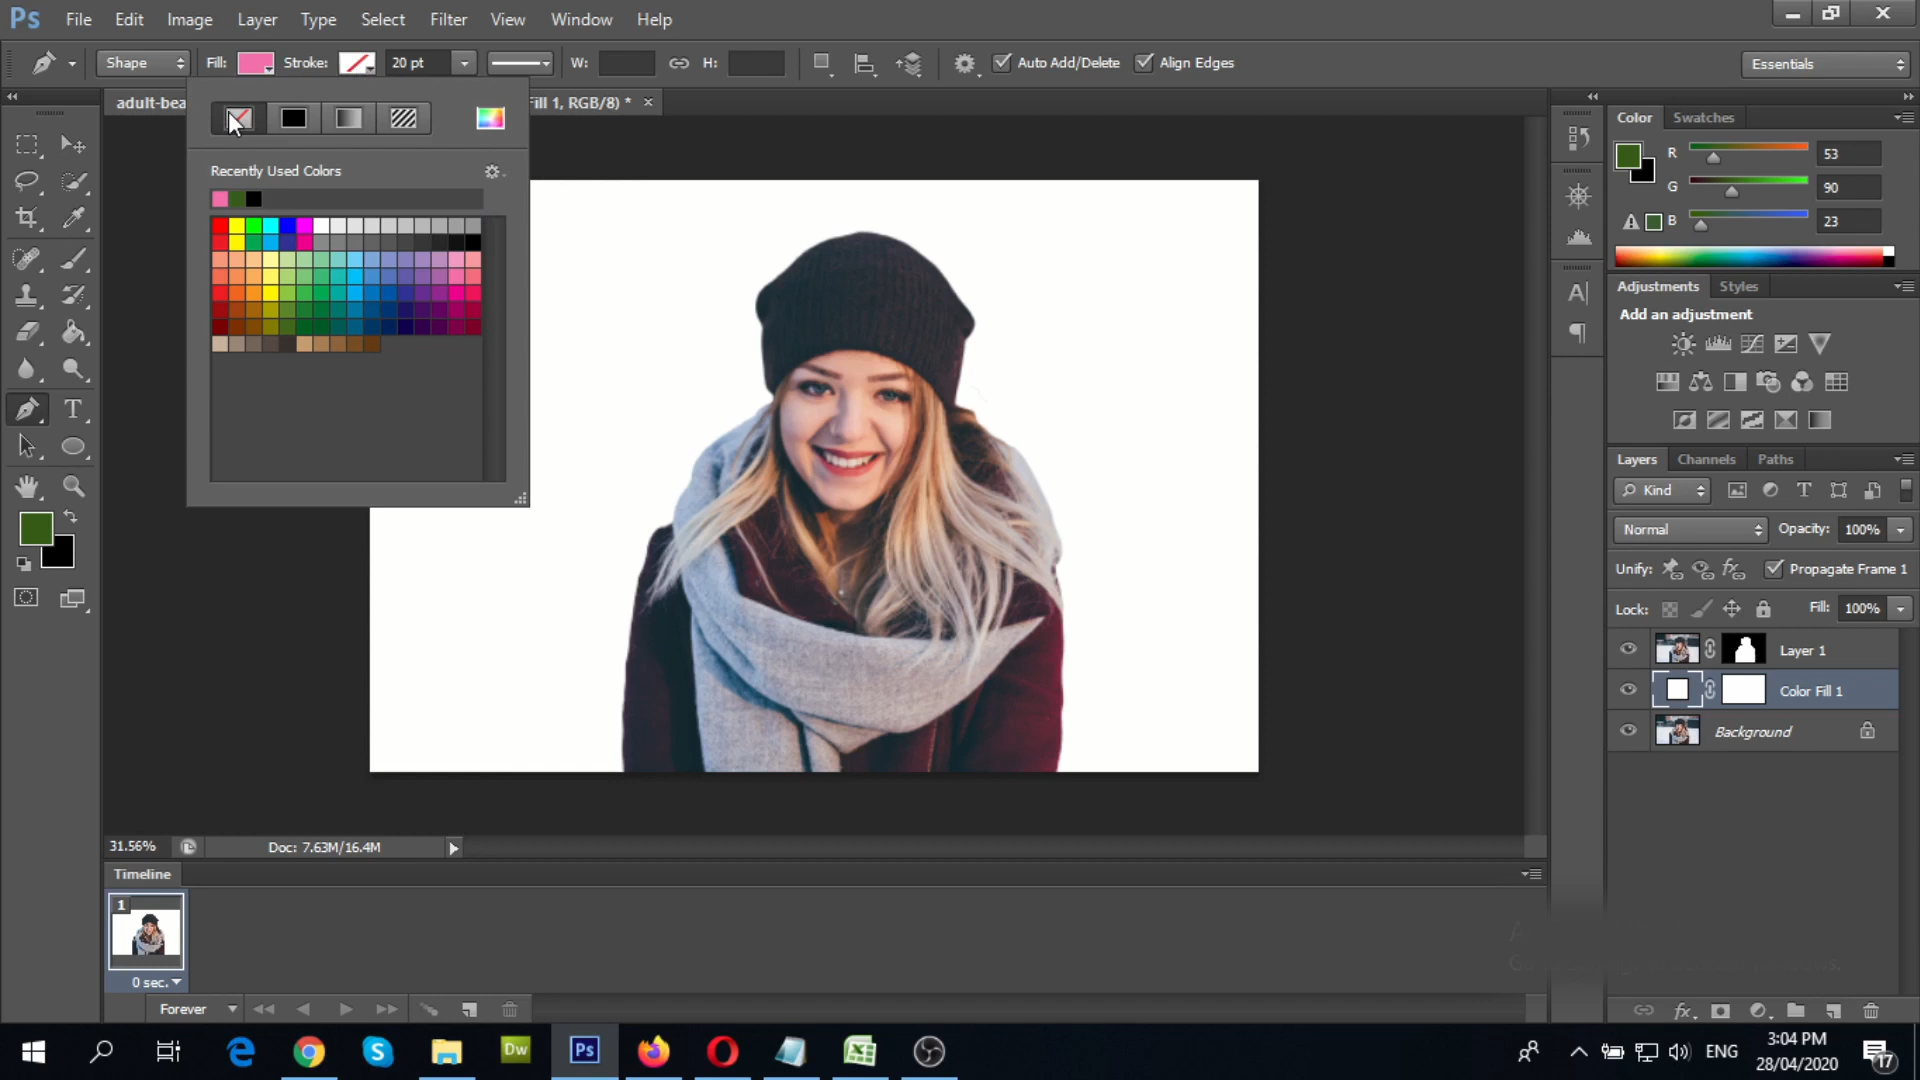 Ps File Edit Image Layer Type Select Filter View Window Help
Shape Fill: Stroke: 20 pt W: H: Auto Add/Delete Align Edges Essentials
adult-bea
ill 1, RGB/8) * ×
Recently Used Colors
Color Swatches
R 53
G 90
B 23
Adjustments Styles
Add an adjustment
Layers Channels Paths
Kind
Normal Opacity: 100%
Unify: Propagate Frame 1
Lock: Fill: 100%
Layer 1
Color Fill 1
Background
31.56% Doc: 7.63M/16.4M
Timeline
1
0 sec.
Forever
Dw Ps
ENG
3:04 PM
28/04/2020
17